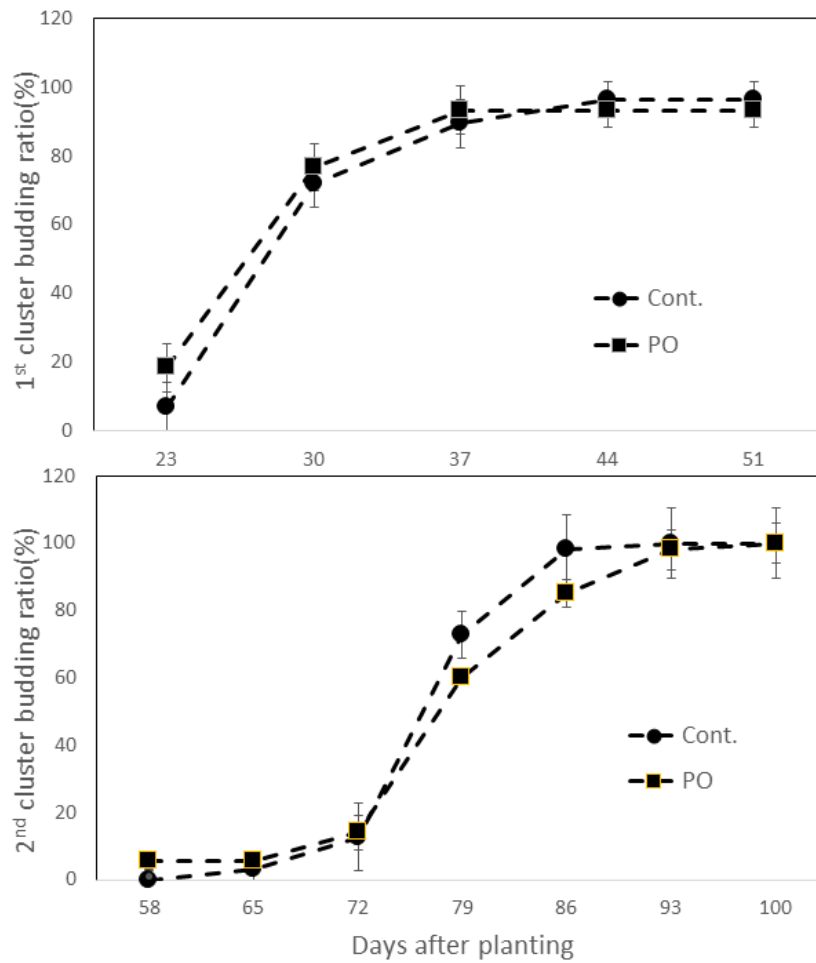 120
100
80
60
40
20
0
1st cluster budding ratio(%)
Cont.
PO
23 30 37 44 51
120
100
80
60
40
20
0
2nd cluster budding ratio(%)
Cont.
PO
58 65 72 79 86 93 100
Days after planting